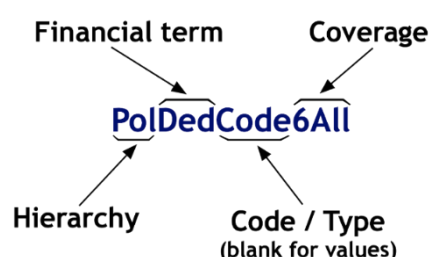 Financial term
Coverage
PolDedCode6All
Hierarchy
Code / Type
(blank for values)